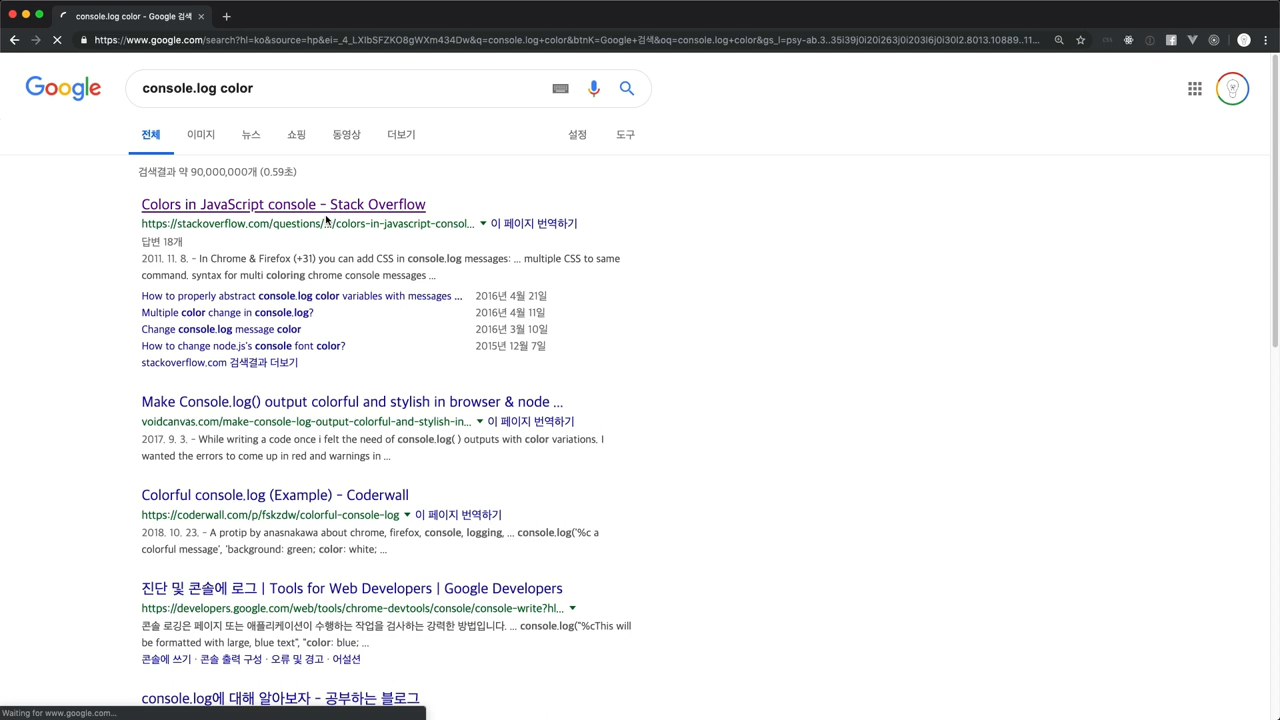 console.log color - Google 검색
https://www.google.com/search?hl=ko&source=hp&ei=_4_LXIbSFZKO8gWXm434Dw&q=console.log+color&btnK=Google+검색&oq=console.log+color&gs_l=psy-ab.3..35i39j0i20i263j0i203l6j0i30l2.8013.10889..11...
Google
console.log color
전체 이미지 뉴스 쇼핑 동영상 더보기 설정 도구
검색결과 약 90,000,000개 (0.59초)
Colors in JavaScript console - Stack Overflow
https://stackoverflow.com/questions/.../colors-in-javascript-consol... 이 페이지 번역하기
답변 18개
2011. 11. 8. - In Chrome & Firefox (+31) you can add CSS in console.log messages: ... multiple CSS to same
command. syntax for multi coloring chrome console messages ...
How to properly abstract console.log color variables with messages ... 2016년 4월 21일
Multiple color change in console.log? 2016년 4월 11일
Change console.log message color 2016년 3월 10일
How to change node.js's console font color? 2015년 12월 7일
stackoverflow.com 검색결과 더보기
Make Console.log() output colorful and stylish in browser & node ...
voidcanvas.com/make-console-log-output-colorful-and-stylish-in... 이 페이지 번역하기
2017. 9. 3. - While writing a code once i felt the need of console.log( ) outputs with color variations. I
wanted the errors to come up in red and warnings in ...
Colorful console.log (Example) - Coderwall
https://coderwall.com/p/fskzdw/colorful-console-log 이 페이지 번역하기
2018. 10. 23. - A protip by anasnakawa about chrome, firefox, console, logging, ... console.log('%c a
colorful message', 'background: green; color: white; ...
진단 및 콘솔에 로그 | Tools for Web Developers | Google Developers
https://developers.google.com/web/tools/chrome-devtools/console/console-write?hl...
콘솔 로깅은 페이지 또는 애플리케이션이 수행하는 작업을 검사하는 강력한 방법입니다. ... console.log("%cThis will
be formatted with large, blue text", "color: blue; ...
콘솔에 쓰기 · 콘솔 출력 구성 · 오류 및 경고 · 어설션
console.log에 대해 알아보자 - 공부하는 블로그
Waiting for www.google.com...